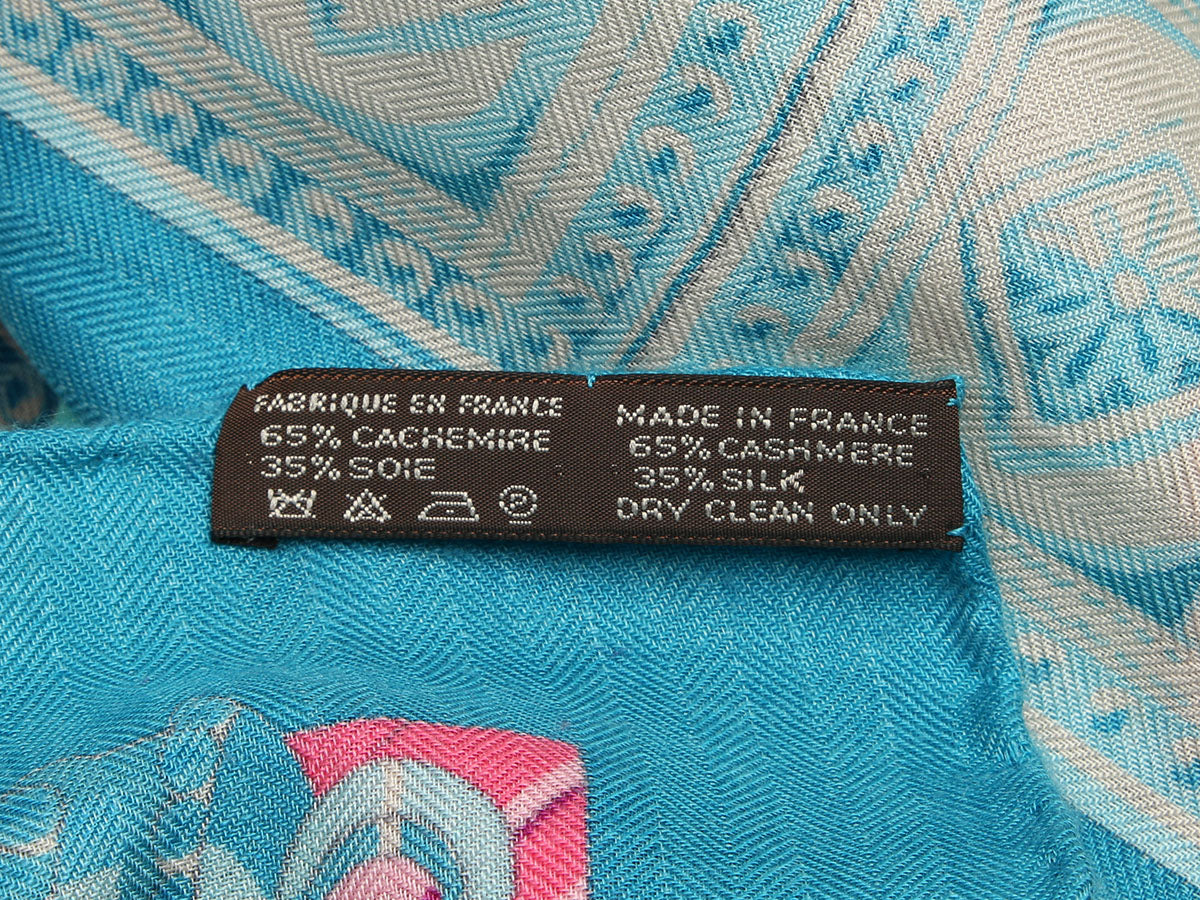 FABRIQUE EN FRANCE
65% CACHEMIRE
35% SOIE
MADE IN FRANCE
65% CASHMERE
35% SILK
DRY CLEAN ONLY